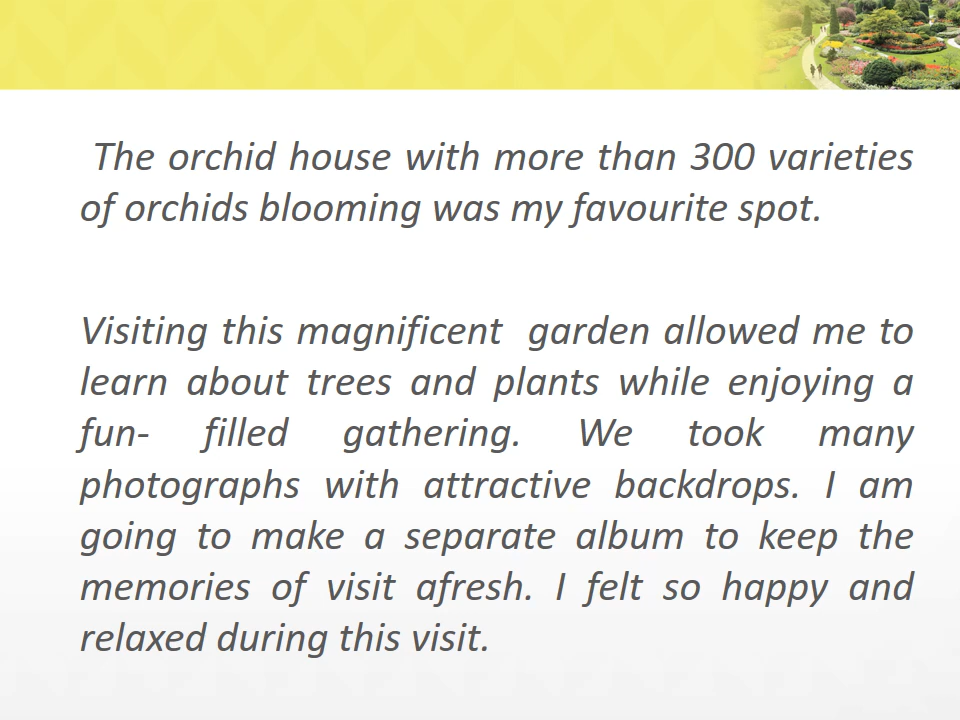 The orchid house with more than 300 varieties
of orchids blooming was my favourite spot.
Visiting this magnificent garden allowed me to
learn about trees and plants while enjoying a
fun- filled gathering. We took many
photographs with attractive backdrops. I am
going to make a separate album to keep the
memories of visit afresh. I felt so happy and
relaxed during this visit.